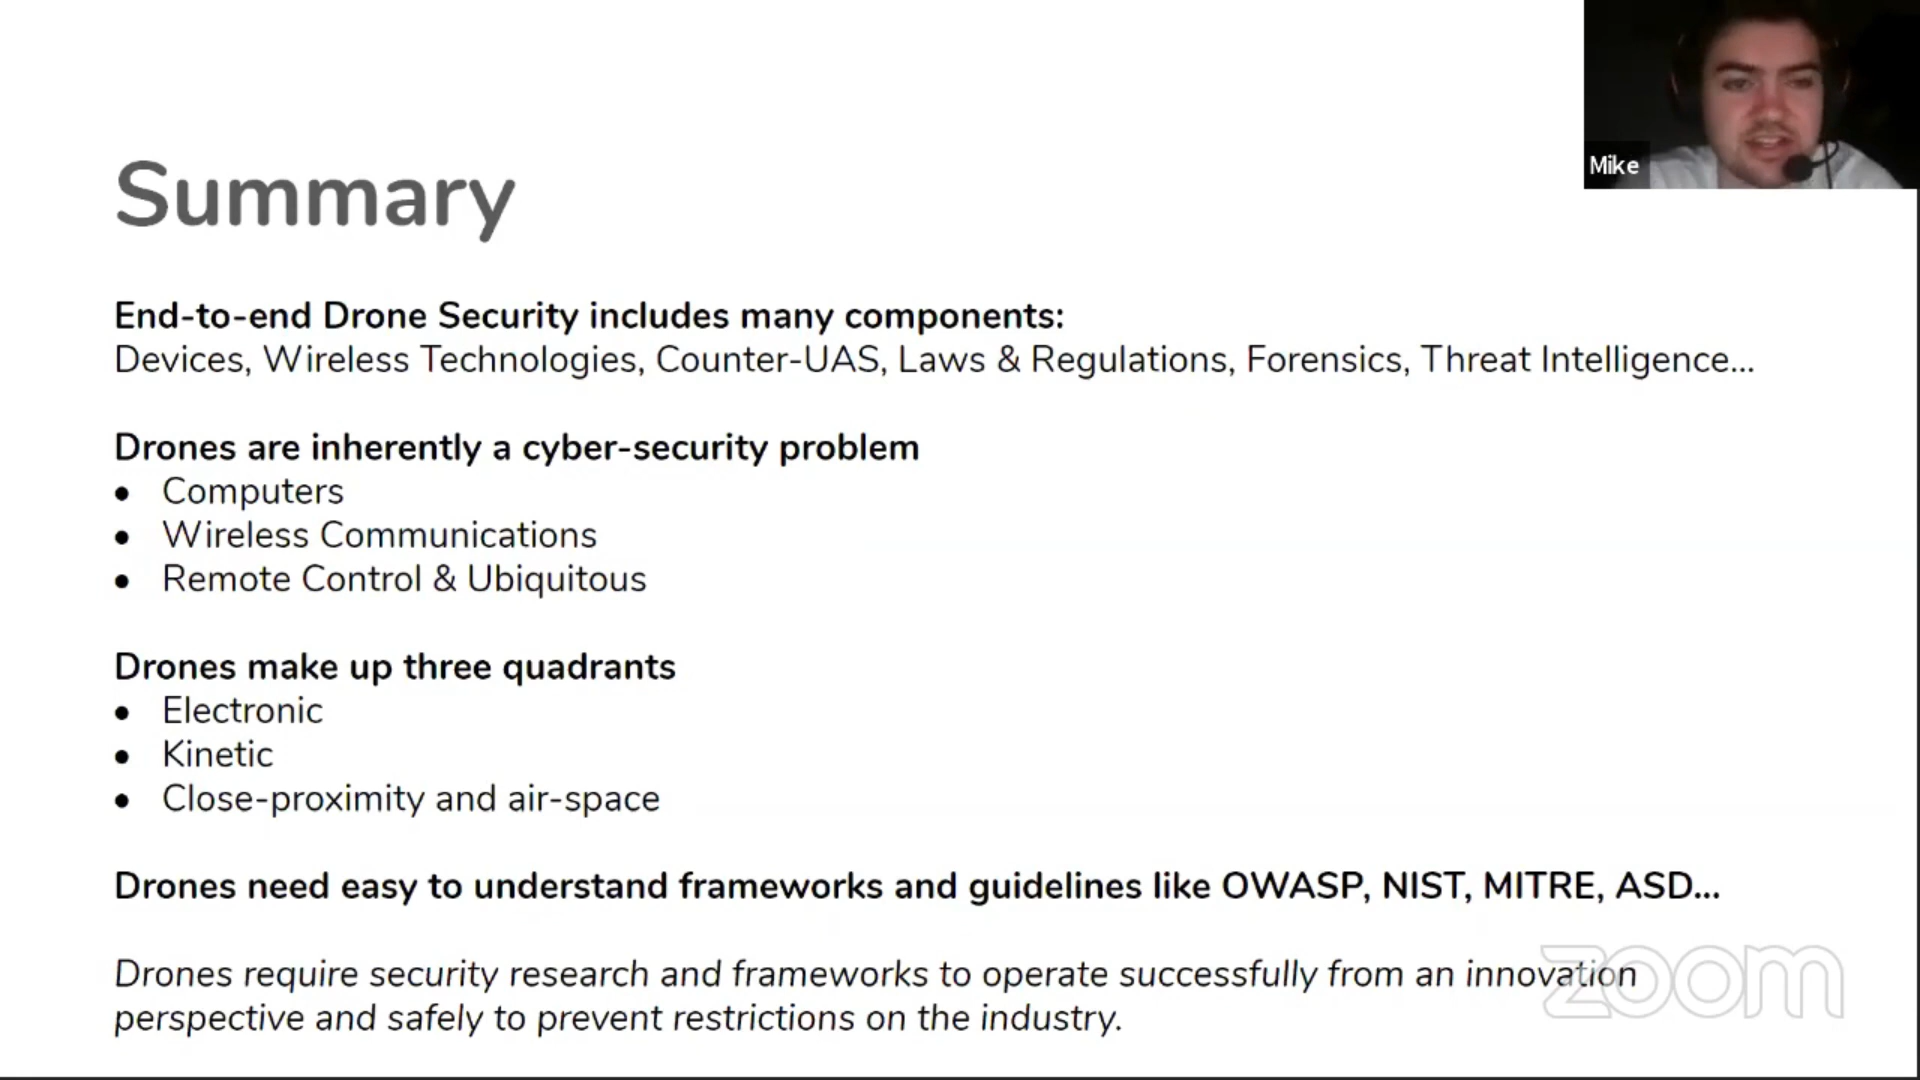 Mike
Summary
End-to-end Drone Security includes many components:
Devices, Wireless Technologies, Counter-UAS, Laws & Regulations, Forensics, Threat Intelligence...
Drones are inherently a cyber-security problem
● Computers
● Wireless Communications
● Remote Control & Ubiquitous
Drones make up three quadrants
● Electronic
● Kinetic
● Close-proximity and air-space
Drones need easy to understand frameworks and guidelines like OWASP, NIST, MITRE, ASD...
Drones require security research and frameworks to operate successfully from an innovation
perspective and safely to prevent restrictions on the industry.
zoom